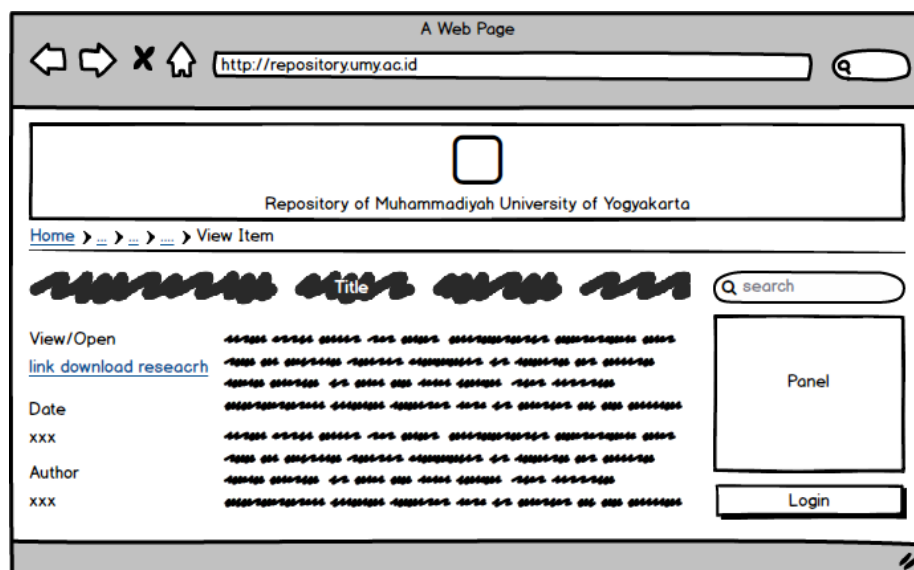 A Web Page
http://repository.umy.ac.id
Repository of Muhammadiyah University of Yogyakarta
Home > ... > ... > .... > View Item
Title
search
View/Open
link download reseacrh
Panel
Date
xxx
Author
xxx
Login